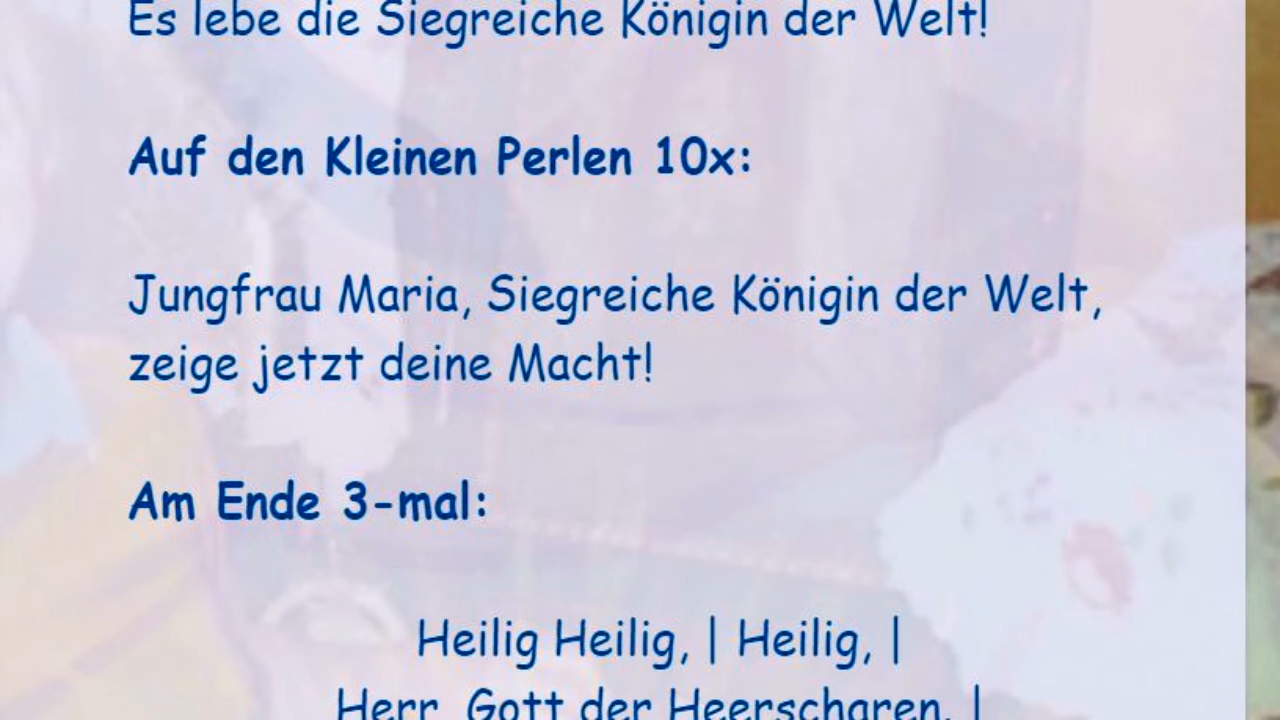 Es lebe die Siegreiche Königin der Welt!
Auf den Kleinen Perlen 10x:
Jungfrau Maria, Siegreiche Königin der Welt,
zeige jetzt deine Macht!
Am Ende 3-mal:
Heilig Heilig, | Heilig, |
Herr Gott der Heerscharen. |